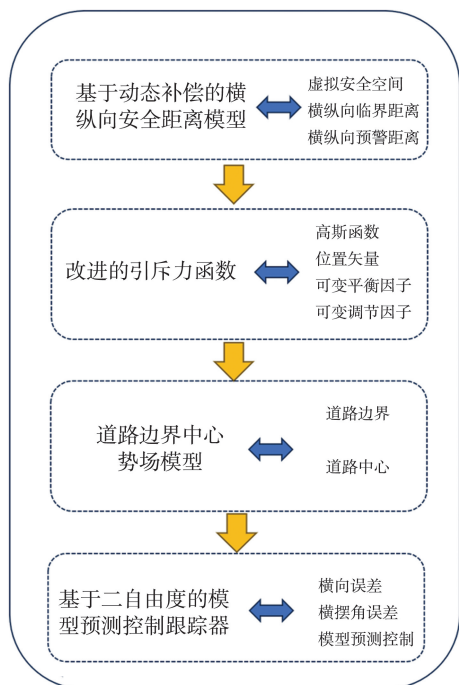 基于动态补偿的横
纵向安全距离模型
虚拟安全空间
横纵向临界距离
横纵向预警距离
改进的引斥力函数
高斯函数
位置矢量
可变平衡因子
可变调节因子
道路边界中心
势场模型
道路边界
道路中心
基于二自由度的模
型预测控制跟踪器
横向误差
横摆角误差
模型预测控制